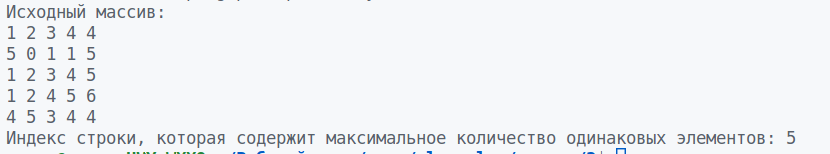 Исходный массив:
1 2 3 4 4
5 0 1 1 5
1 2 3 4 5
1 2 4 5 6
4 5 3 4 4
Индекс строки, которая содержит максимальное количество одинаковых элементов: 5